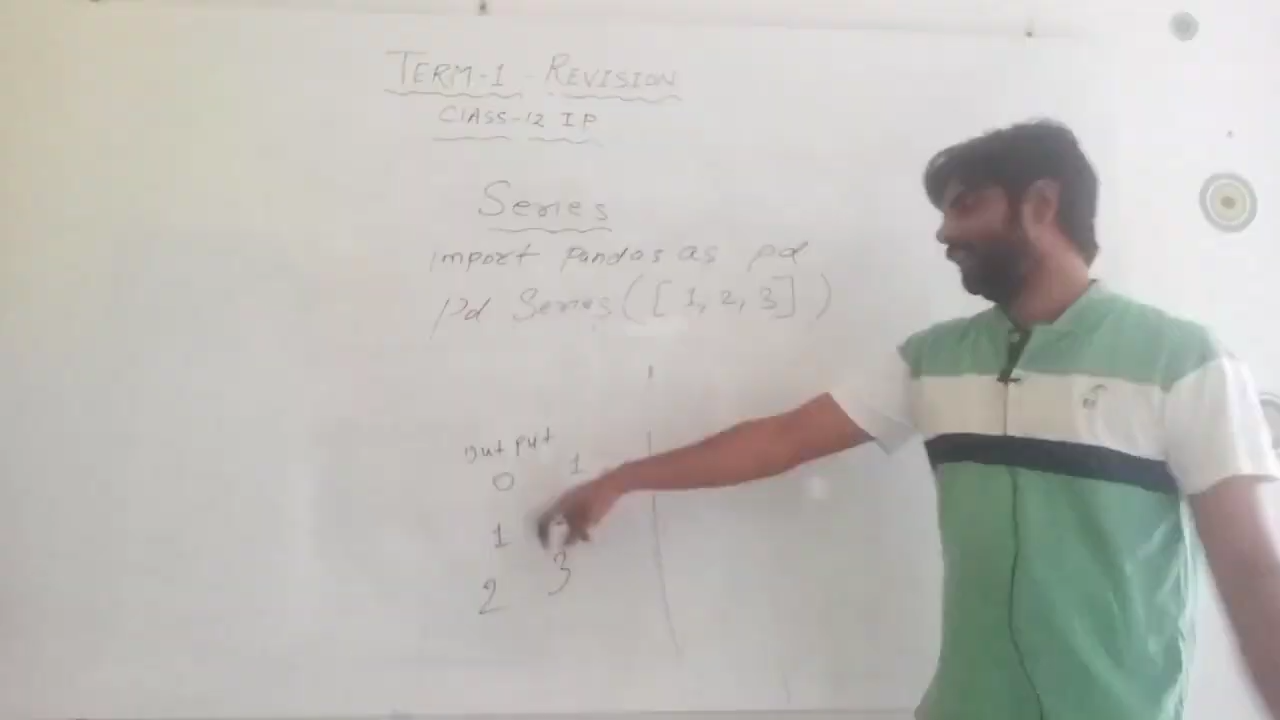 TERM-1 - REVISION
CLASS-12 IP
Series
import Pandas as pd
Pd Series([1, 2, 3])
output
0 1
1
2 3